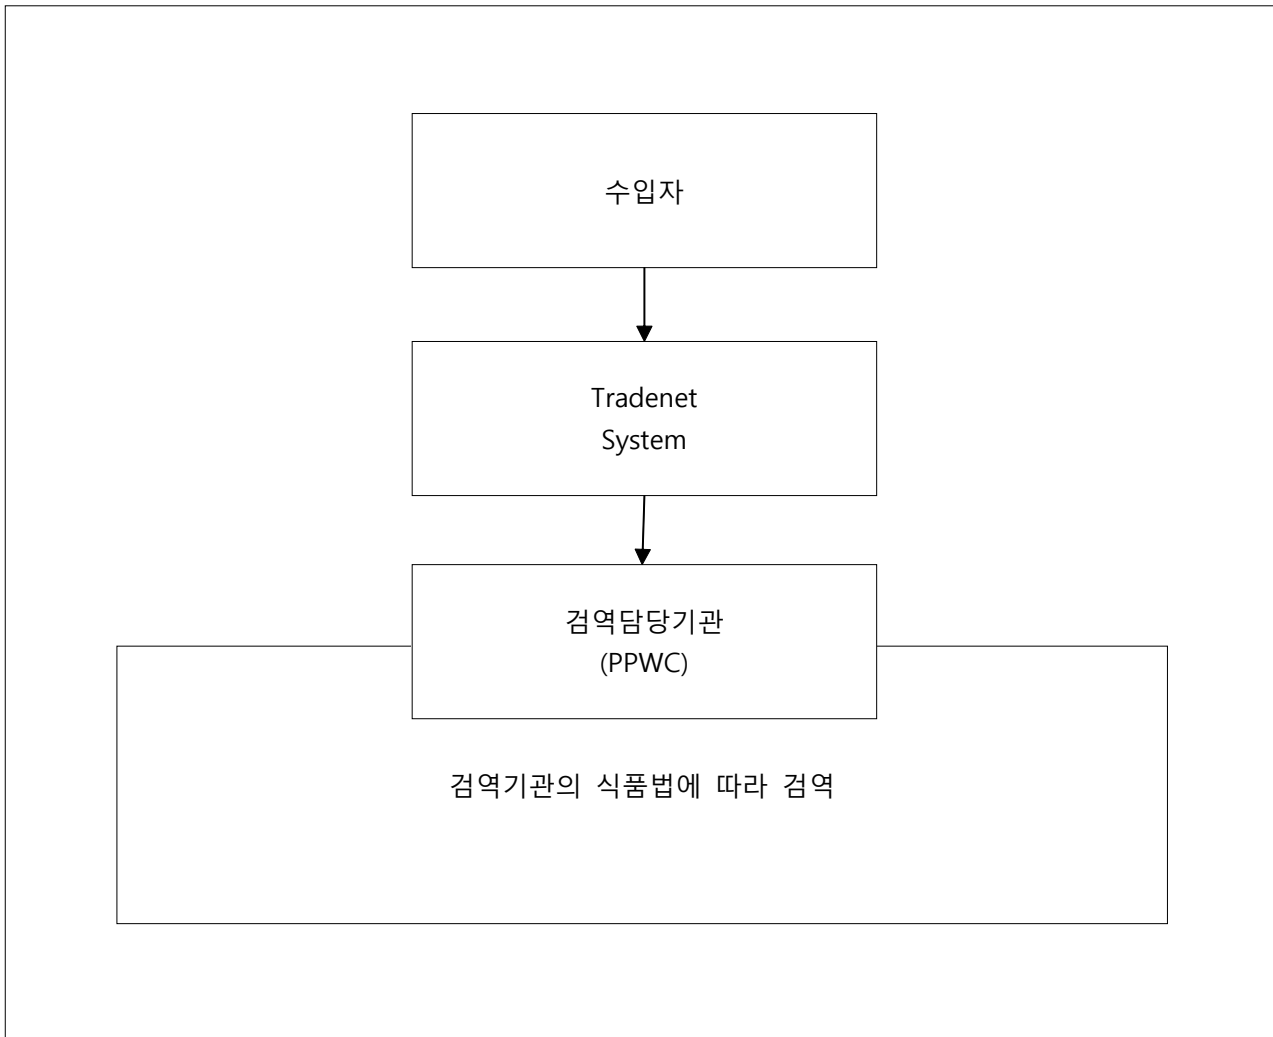 수입자
Tradenet
System
검역담당기관
(PPWC)
검역기관의 식품법에 따라 검역